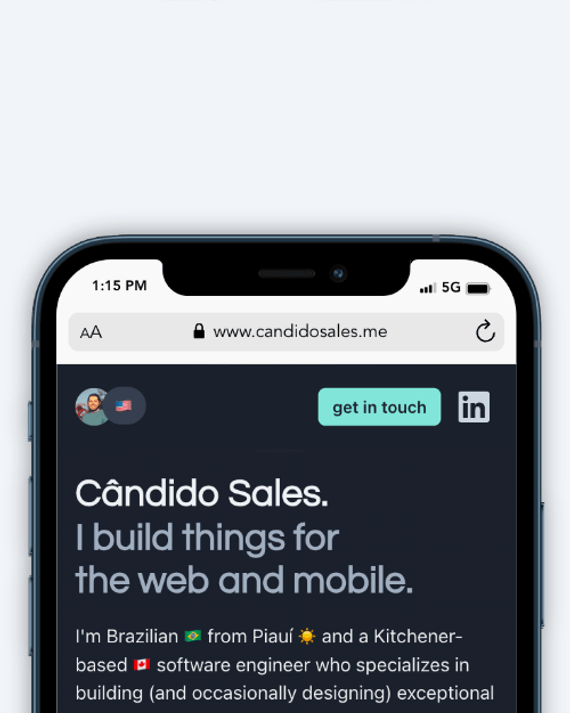 1:15 PM
5G
AA
www.candidosales.me
get in touch
in
Cândido Sales.
I build things for
the web and mobile.
I'm Brazilian 🇧🇷 from Piauí ☀️ and a Kitchener-
based 🇨🇦 software engineer who specializes in
building (and occasionally designing) exceptional